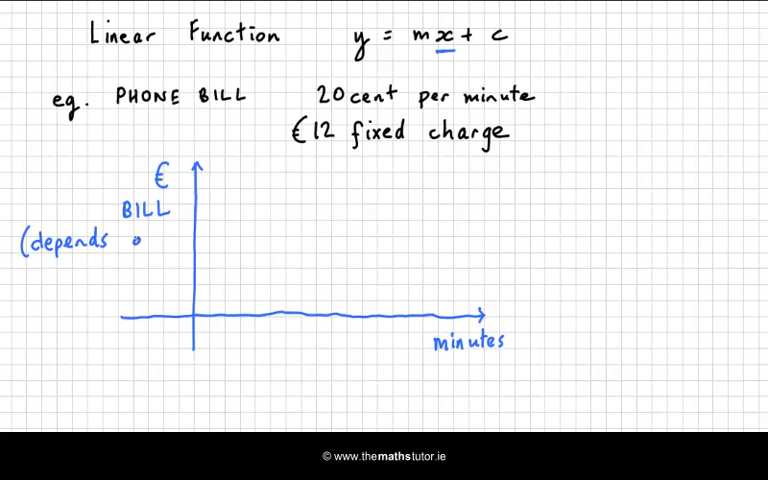 Linear Function y = mx + c
eg. PHONE BILL 20 cent per minute
€12 fixed charge
€
BILL
(depends o
minutes
© www.themathstutor.ie